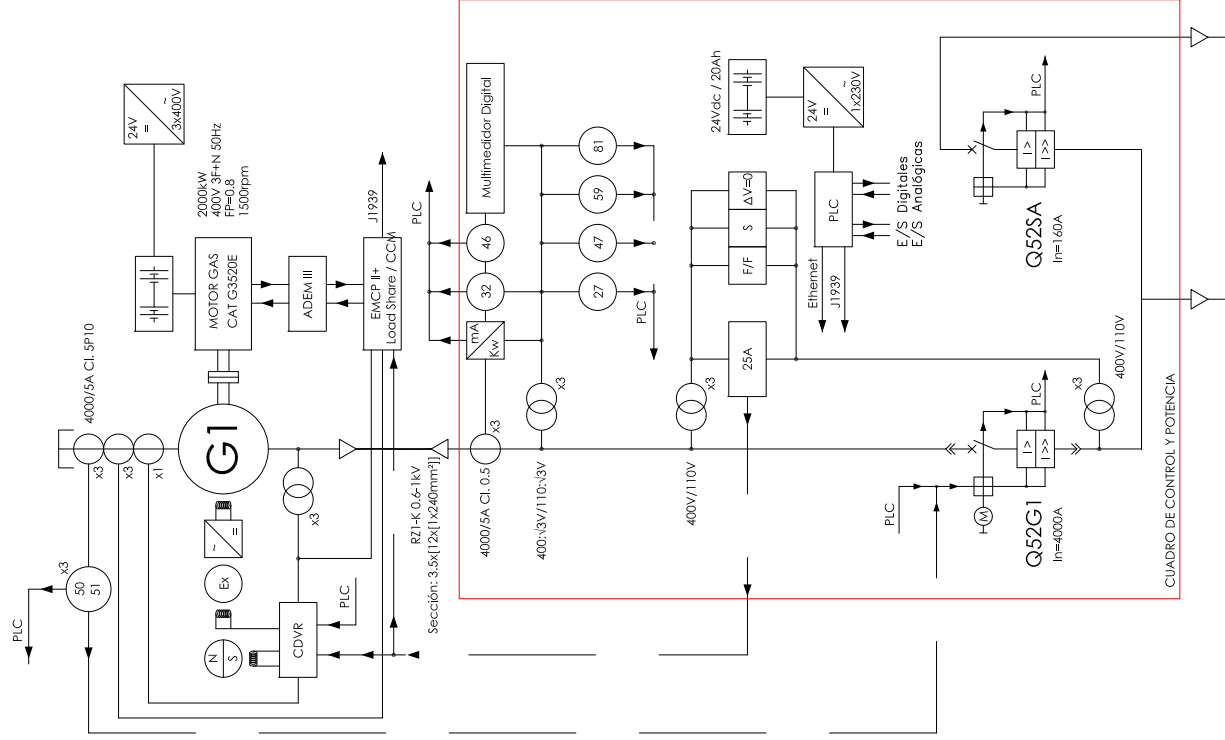 24V
=
~
3x400V
2000kW
400V 3F+N 50Hz
FP=0.8
1500rpm
MOTOR GAS
CAT G3520E
ADEM III
J1939
EMCP II+
Load Share / CCM
4000/5A Cl. 5P10
x3
x3
x1
G1
x3
50
51
x3
PLC
~
=
Ex
N
S
CDVR
PLC
RZ1-K 0.6-1kV
Sección: 3.5x[12x[1x240mm²]]
Multimedidor Digital
PLC
46
32
mA
Kw
81
59
47
27
PLC
x3
4000/5A Cl. 0.5
x3
400:√3V/110:√3V
24Vdc / 20Ah
24V
=
~
1x230V
PLC
E/S Digitales
E/S Analógicas
Ethernet
J1939
ΔV=0
S
F/F
25A
x3
400V/110V
PLC
I>
I>>
Q52SA
In=160A
PLC
x3
400V/110V
I>
I>>
PLC
M
Q52G1
In=4000A
CUADRO DE CONTROL Y POTENCIA